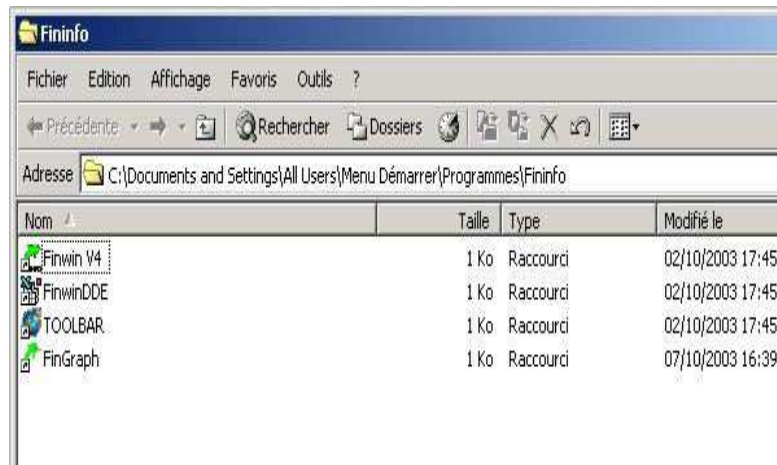 Fininfo
Fichier Edition Affichage Favoris Outils ?
Précédente Rechercher Dossiers
Adresse C:\Documents and Settings\All Users\Menu Démarrer\Programmes\Fininfo
Nom Taille Type Modifié le
Finwin V4 1 Ko Raccourci 02/10/2003 17:45
FinwinDDE 1 Ko Raccourci 02/10/2003 17:45
TOOLBAR 1 Ko Raccourci 02/10/2003 17:45
FinGraph 1 Ko Raccourci 07/10/2003 16:39